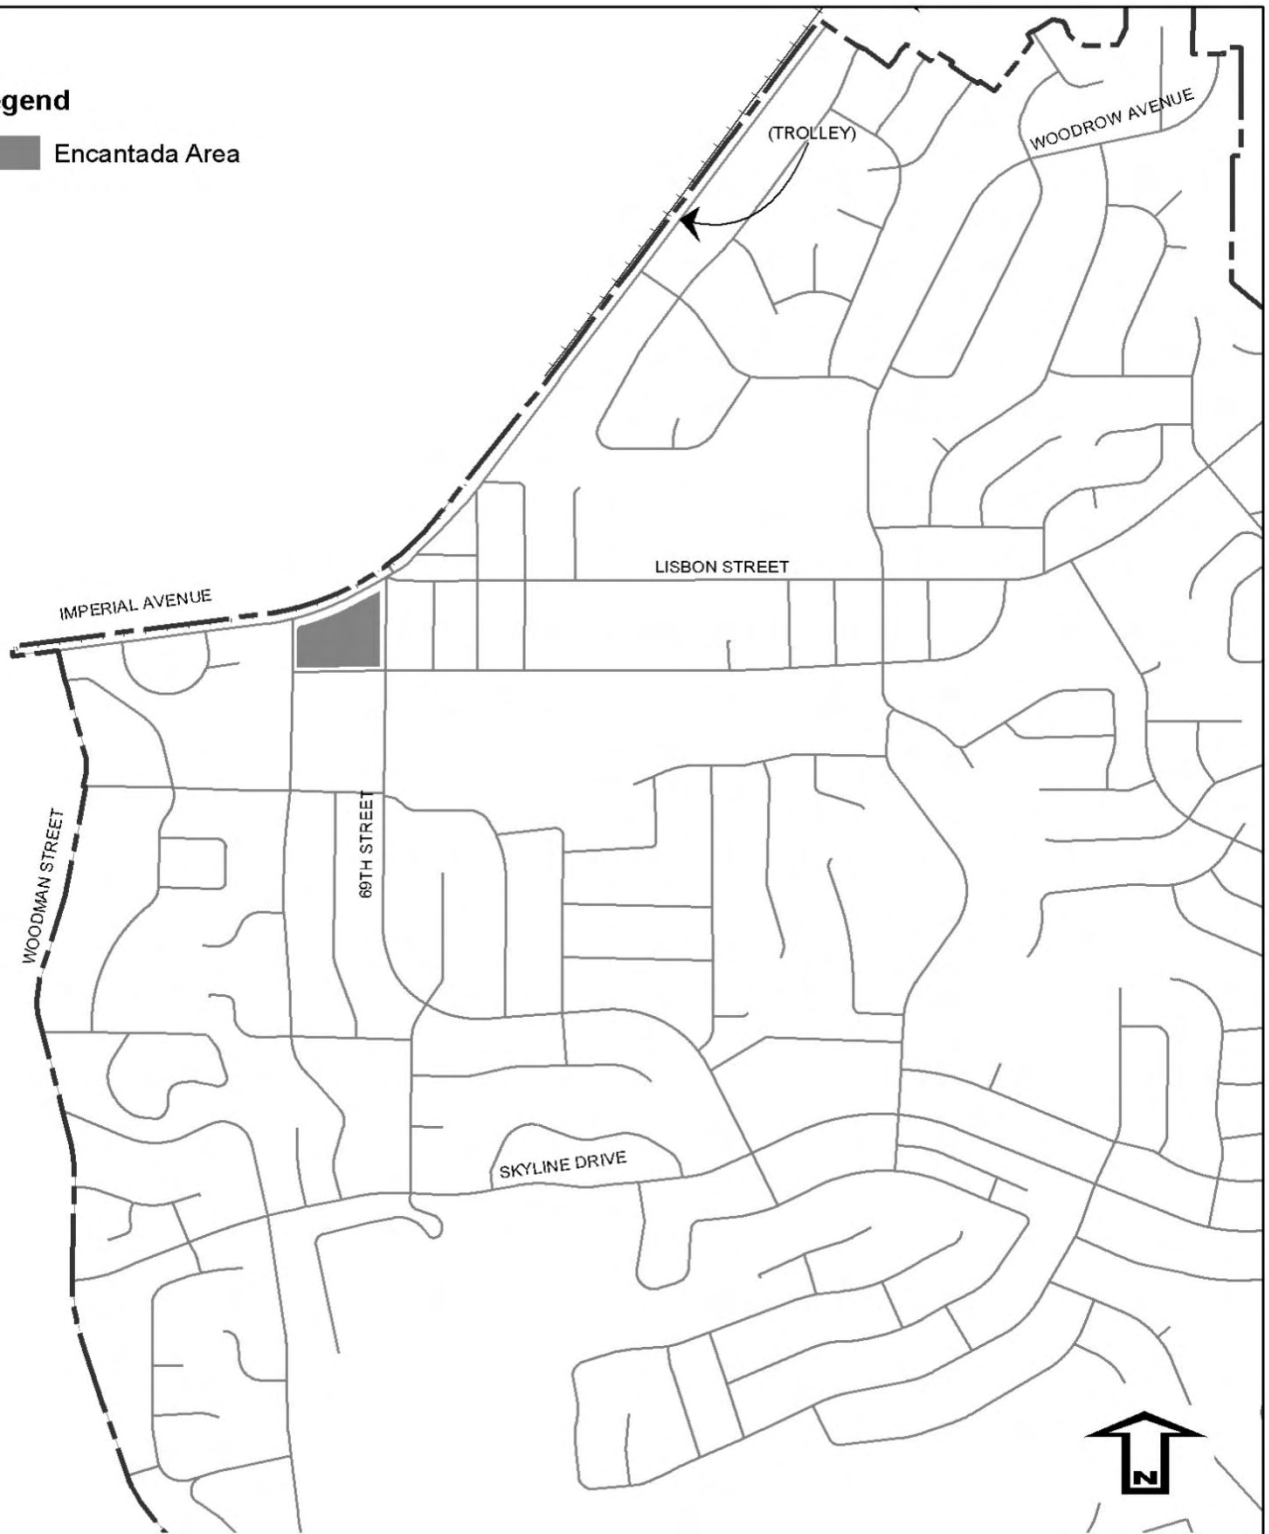 egend
Encantada Area
(TROLLEY)
WOODROW AVENUE
LISBON STREET
IMPERIAL AVENUE
69TH STREET
WOODMAN STREET
SKYLINE DRIVE
N